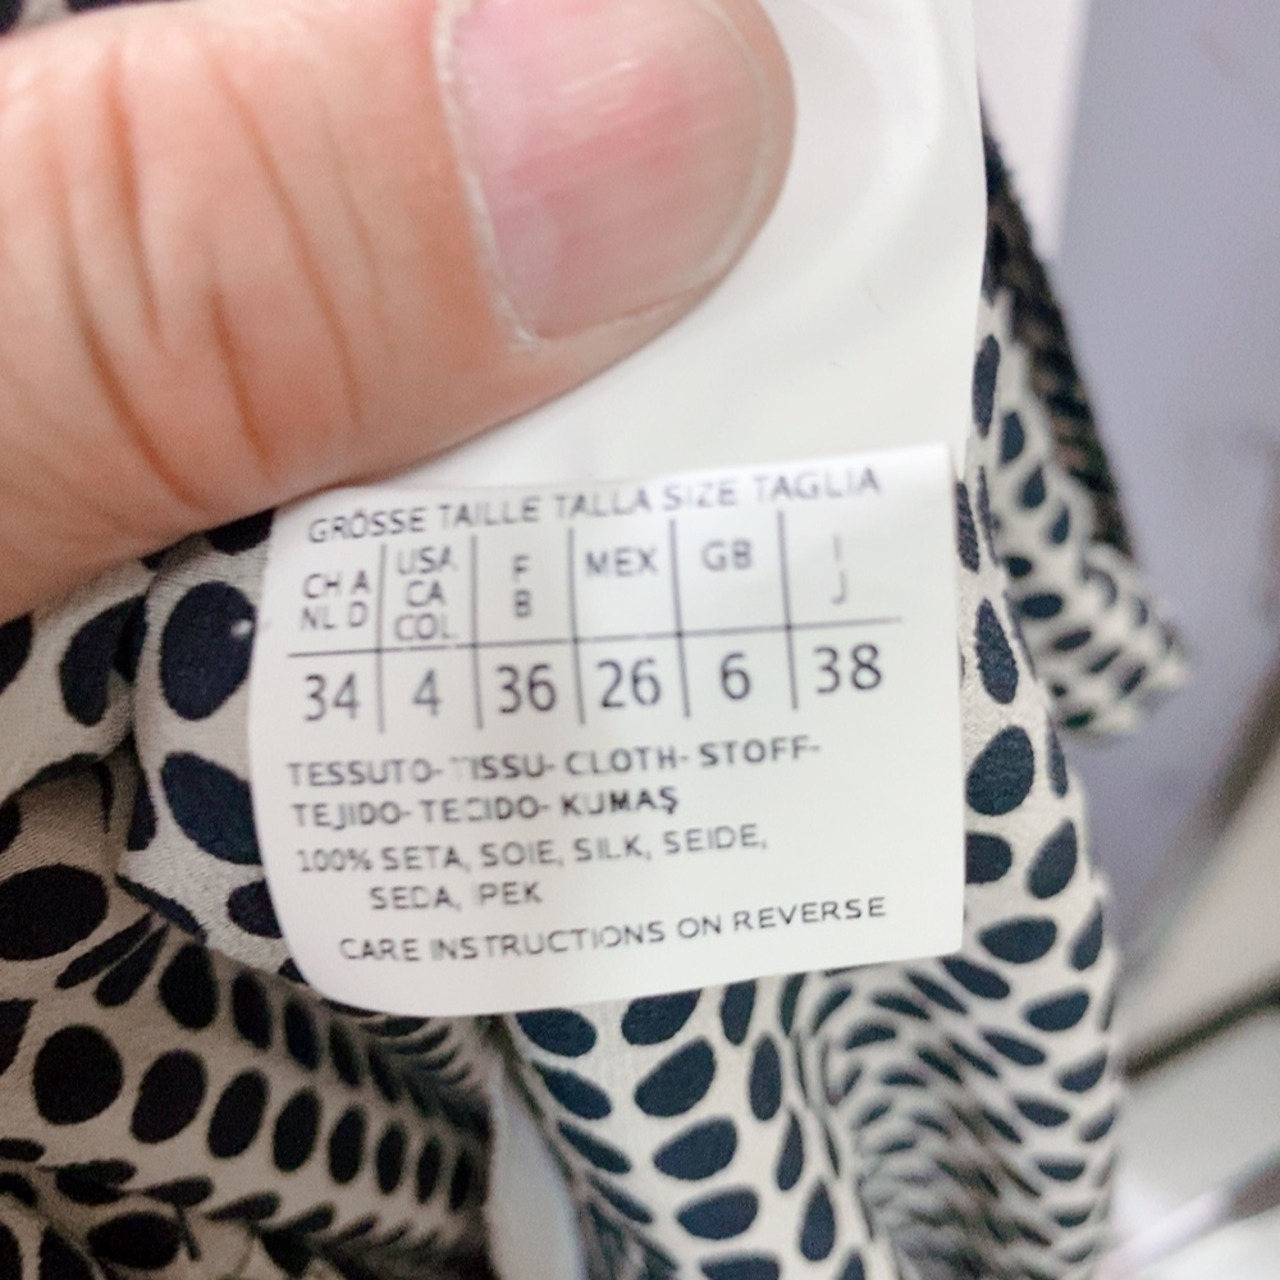 GRÖSSE TAILLE TALLA SIZE TAGLIA
CH A NL D | USA CA COL | F B | MEX | GB | I J
34 | 4 | 36 | 26 | 6 | 38
TESSUTO- TISSU- CLOTH- STOFF-
TEJIDO- TECIDO- KUMAŞ
100% SETA, SOIE, SILK, SEIDE,
SEDA, IPEK
CARE INSTRUCTIONS ON REVERSE